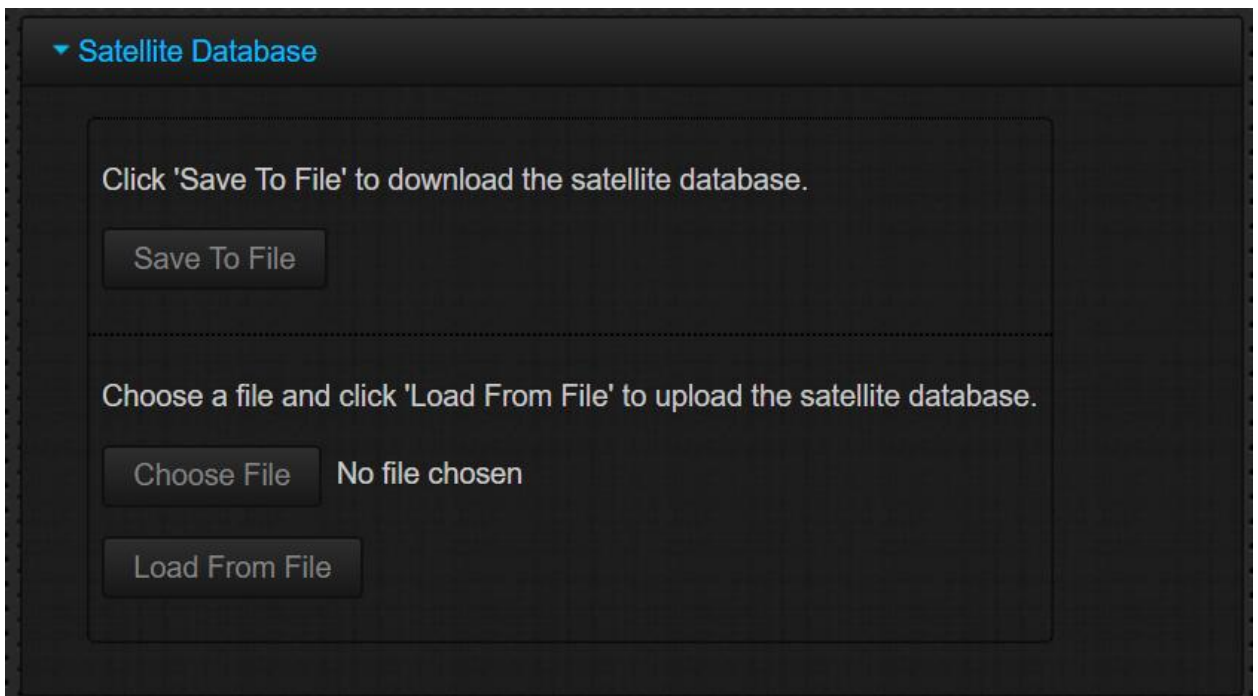 Satellite Database
Click 'Save To File' to download the satellite database.
Save To File
Choose a file and click 'Load From File' to upload the satellite database.
Choose File No file chosen
Load From File